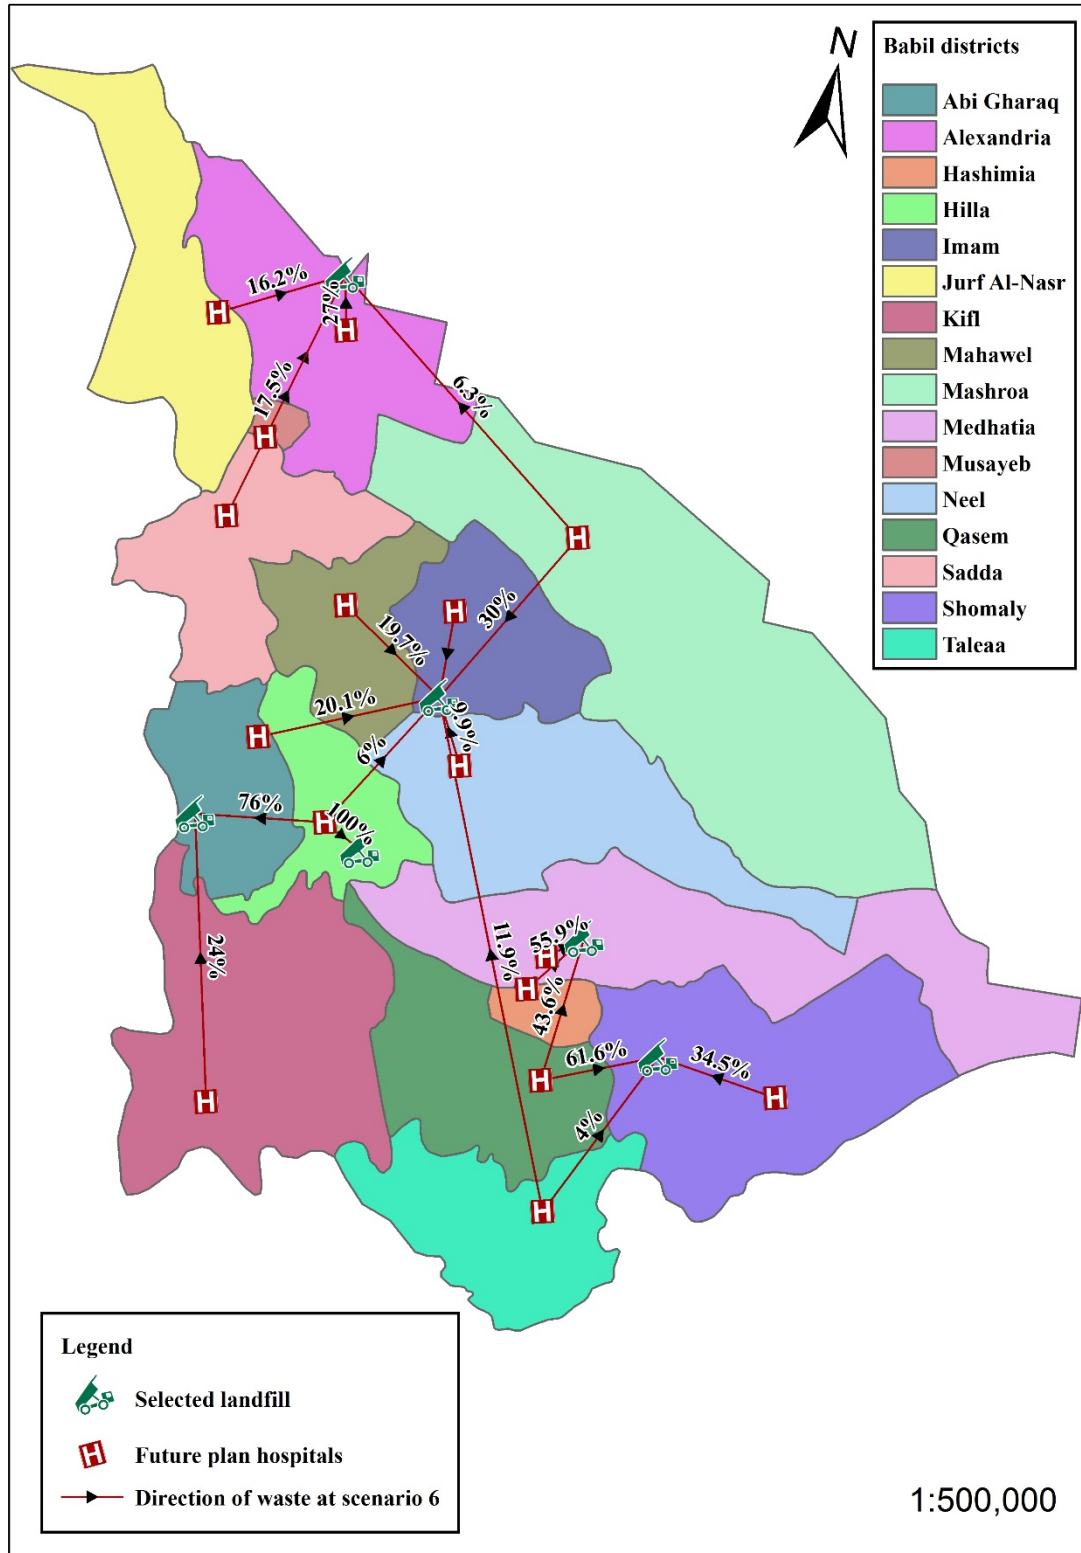 N
Babil districts
Abi Gharaq
Alexandria
Hashimia
Hilla
Imam
Jurf Al-Nasr
Kifl
Mahawel
Mashroa
Medhatia
Musayeb
Neel
Qasem
Sadda
Shomaly
Taleaa
16.2%
27%
17.5%
6.3%
H
H
H
H
H
H
H
30%
19.7%
20.1%
9.9%
6%
H
H
76%
100%
H
24%
11.9%
55.9%
H
H
43.6%
61.6%
34.5%
H
H
H
4%
H
Legend
Selected landfill
H Future plan hospitals
Direction of waste at scenario 6
1:500,000